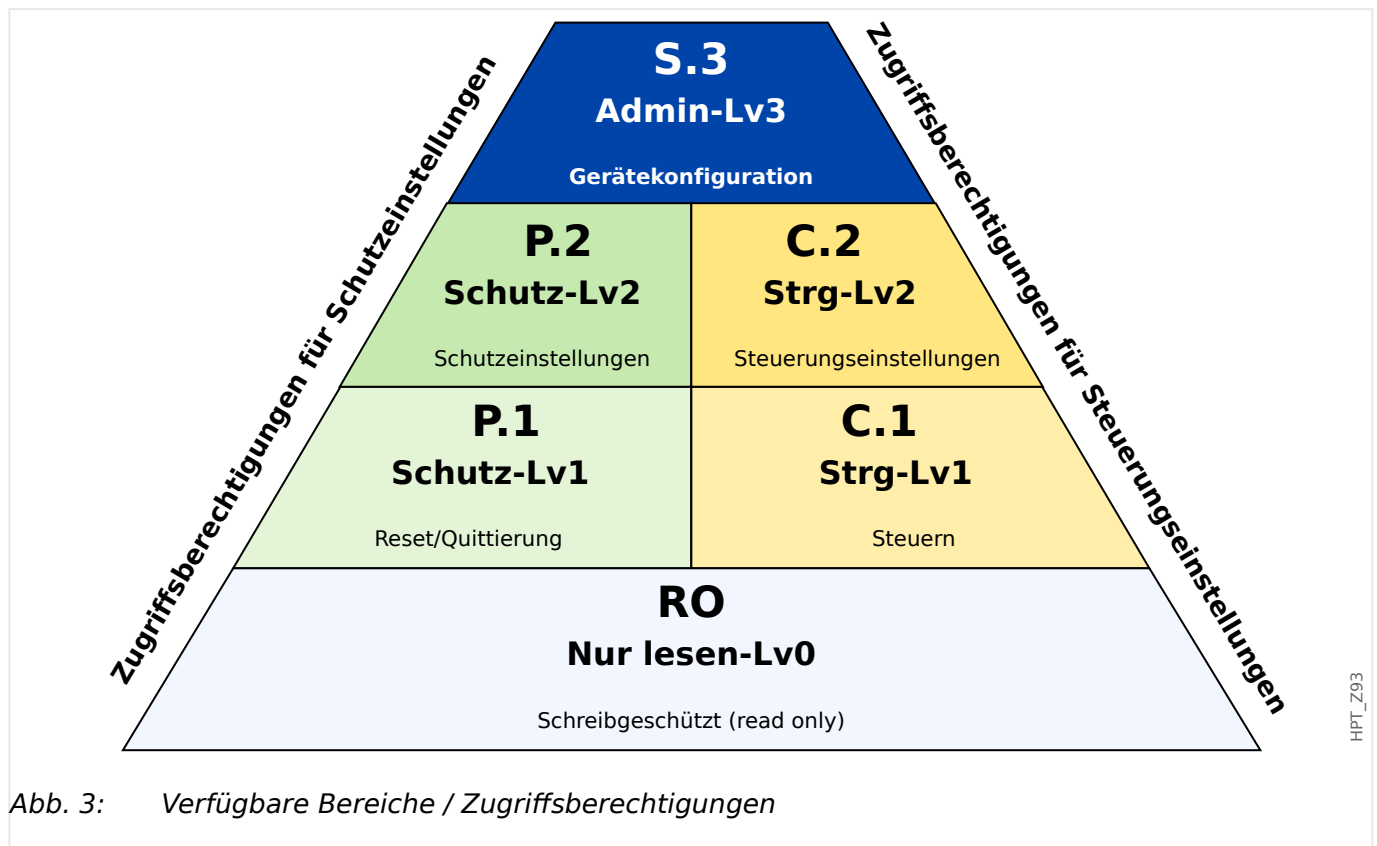 Zugriffsberechtigungen für Schutzeinstellungen
Zugriffsberechtigungen für Steuerungseinstellungen
S.3
Admin-Lv3
Gerätekonfiguration
P.2
Schutz-Lv2
Schutzeinstellungen
C.2
Strg-Lv2
Steuerungseinstellungen
P.1
Schutz-Lv1
Reset/Quittierung
C.1
Strg-Lv1
Steuern
RO
Nur lesen-Lv0
Schreibgeschützt (read only)
HPT_Z93
Abb. 3: Verfügbare Bereiche / Zugriffsberechtigungen